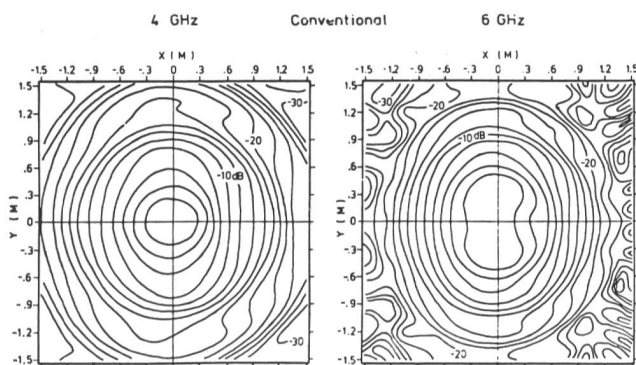 4 GHz Conventional 6 GHz
X (M) X (M)
-1.5 -1.2 -.9 -.6 -.3 0 .3 .6 .9 1.2 1.5 -1.5 -1.2 -.9 -.6 -.3 0 .3 .6 .9 1.2 1.5
1.5 -30 1.5 -30 -20
1.2 -20 1.2
.9 .9 -10dB
.6 -10dB .6 -20
.3 .3
Y (M) 0 Y (M) 0
-.3 -.3
-.6 -.6
-.9 -.9
-1.2 -30 -1.2
-1.5 -1.5 -20